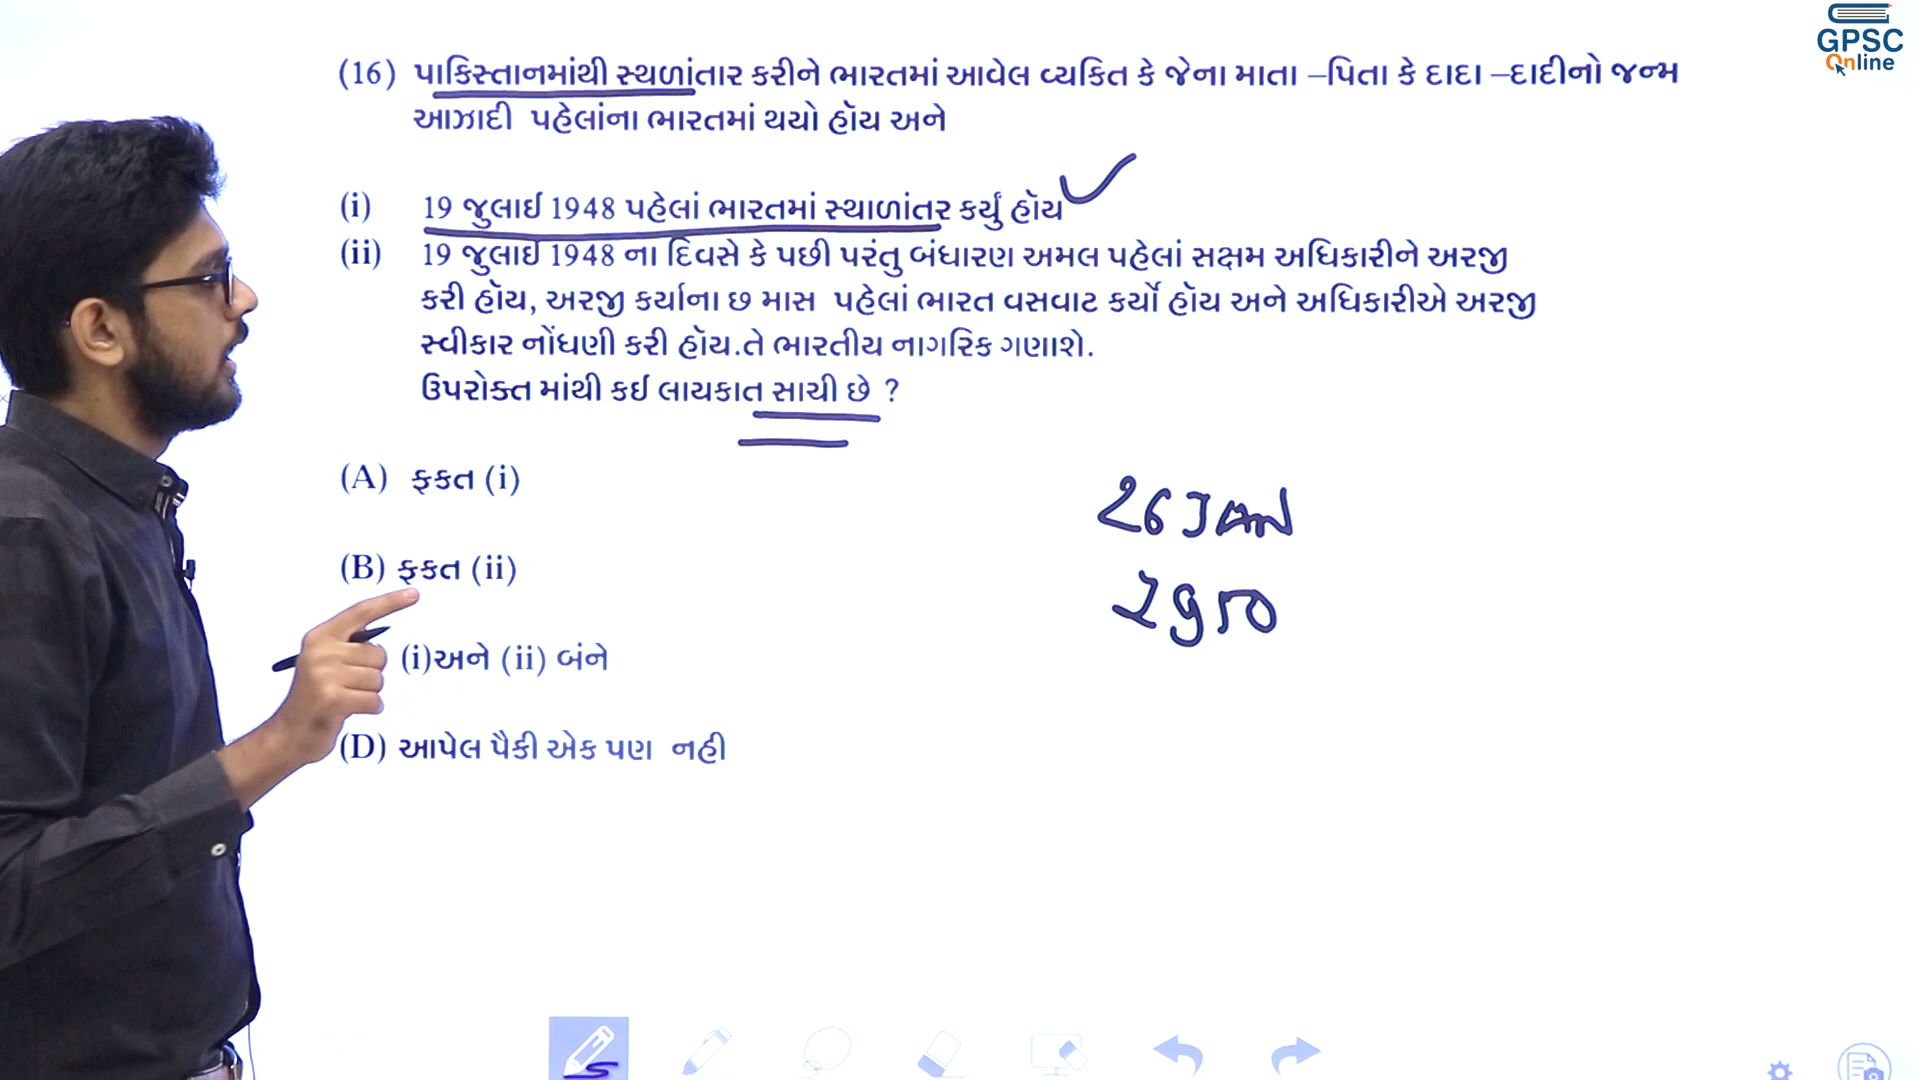 GPSC
Online
(16) પાકિસ્તાનમાંથી સ્થળાંતાર કરીને ભારતમાં આવેલ વ્યકિત કે જેના માતા –પિતા કે દાદા –દાદીનો જન્મ
આઝાદી પહેલાંના ભારતમાં થયો હૉય અને
(i) 19 જુલાઈ 1948 પહેલાં ભારતમાં સ્થાળાંતર કર્યું હૉય
(ii) 19 જુલાઈ 1948 ના દિવસે કે પછી પરંતુ બંધારણ અમલ પહેલાં સક્ષમ અધિકારીને અરજી
કરી હૉય, અરજી કર્યાના છ માસ પહેલાં ભારત વસવાટ કર્યો હૉય અને અધિકારીએ અરજી
સ્વીકાર નોંધણી કરી હૉય.તે ભારતીય નાગરિક ગણાશે.
ઉપરોક્ત માંથી કઈ લાયકાત સાચી છે ?
(A) ફકત (i)
(B) ફકત (ii)
(i)અને (ii) બંને
(D) આપેલ પૈકી એક પણ નહી
26 JAN
1950